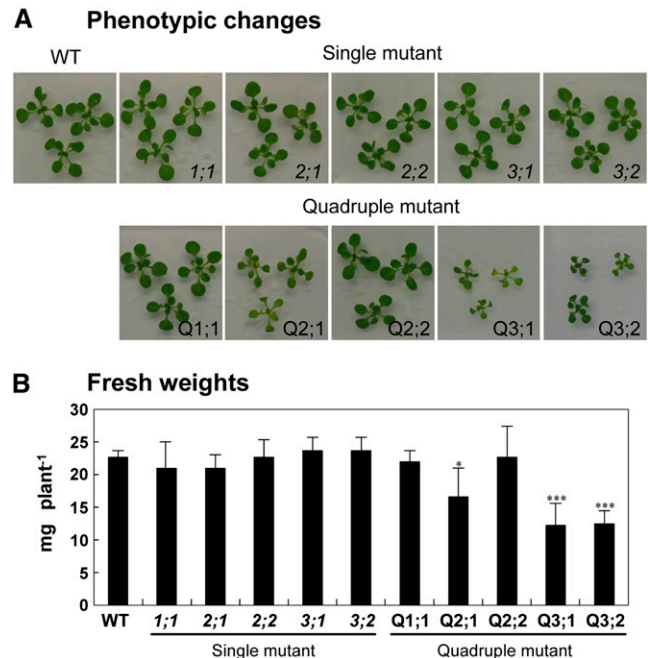 A Phenotypic changes
WT Single mutant
1;1 2;1 2;2 3;1 3;2
Quadruple mutant
Q1;1 Q2;1 Q2;2 Q3;1 Q3;2
B Fresh weights
mg plant-1
30
25
20
15
10
5
0
* *** ***
WT 1;1 2;1 2;2 3;1 3;2 Q1;1 Q2;1 Q2;2 Q3;1 Q3;2
Single mutant Quadruple mutant